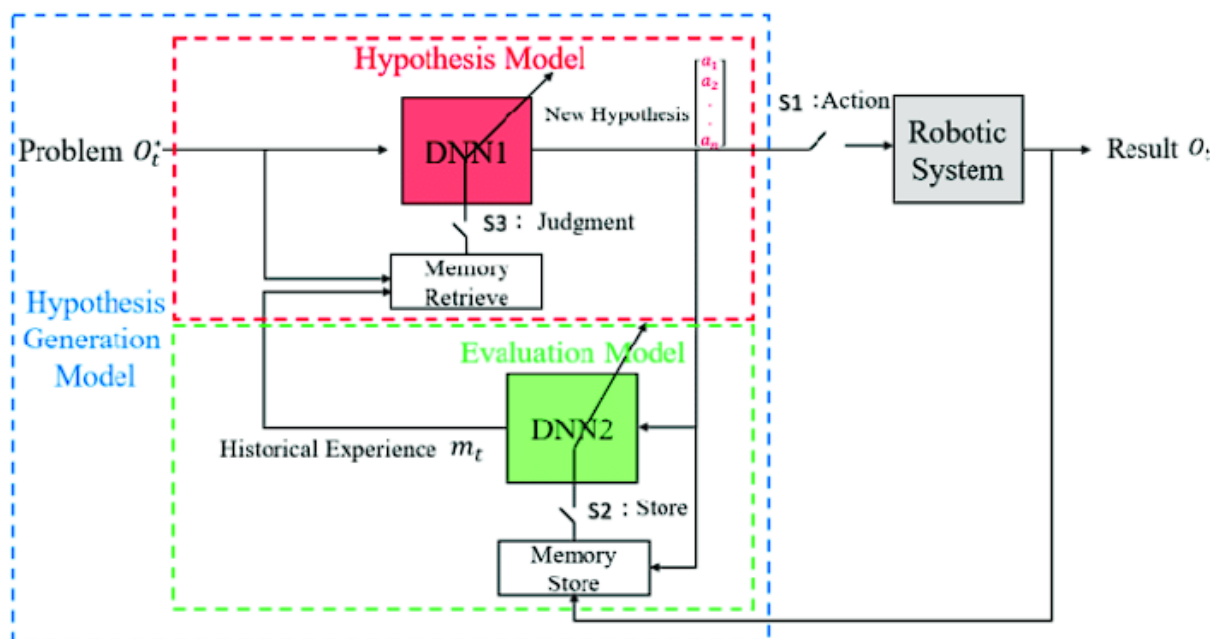 Hypothesis Model
a₁
a₂
.
.
aₙ
New Hypothesis
S1 :Action
Problem O*ₜ
DNN1
Robotic
System
Result Oₜ
S3 : Judgment
Memory
Retrieve
Hypothesis
Generation
Model
Evaluation Model
DNN2
Historical Experience mₜ
S2 : Store
Memory
Store